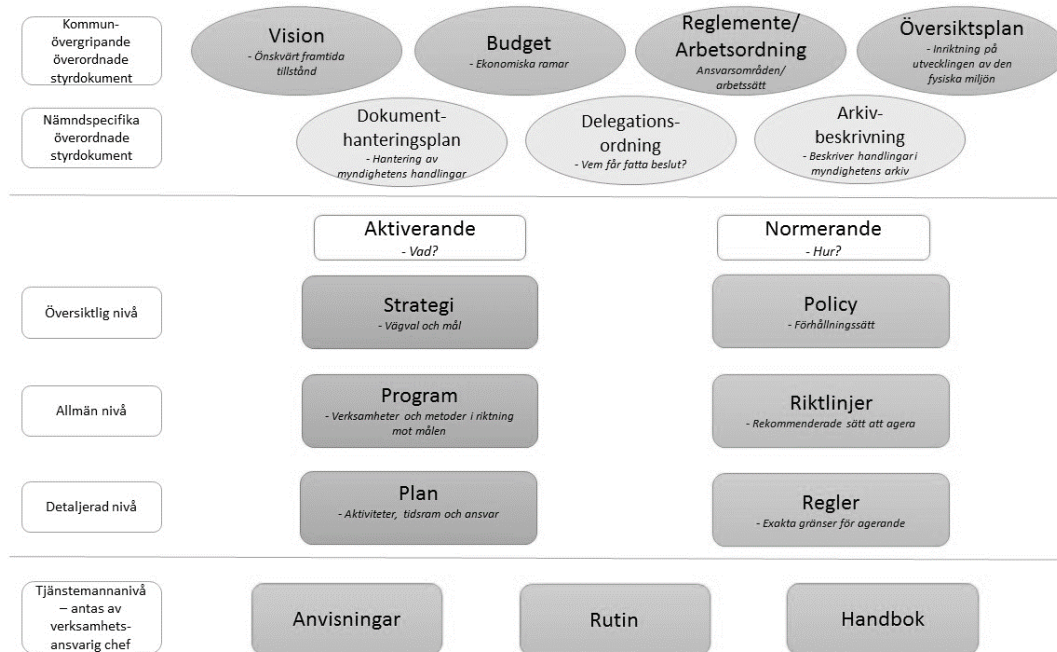 Kommun-
övergripande
överordnade
styrdokument
Vision
- Önskvärt framtida
tillstånd
Budget
- Ekonomiska ramar
Reglemente/
Arbetsordning
Ansvarsområden/
arbetssätt
Översiktsplan
- Inriktning på
utvecklingen av den
fysiska miljön
Nämndspecifika
överordnade
styrdokument
Dokument-
hanteringsplan
- Hantering av
myndighetens handlingar
Delegations-
ordning
- Vem får fatta beslut?
Arkiv-
beskrivning
- Beskriver handlingar i
myndighetens arkiv
Aktiverande
- Vad?
Normerande
- Hur?
Översiktlig nivå
Strategi
- Vägval och mål
Policy
- Förhållningssätt
Allmän nivå
Program
- Verksamheter och metoder i riktning
mot målen
Riktlinjer
- Rekommenderade sätt att agera
Detaljerad nivå
Plan
- Aktiviteter, tidsram och ansvar
Regler
- Exakta gränser för agerande
Tjänstemannanivå
– antas av
verksamhets-
ansvarig chef
Anvisningar
Rutin
Handbok